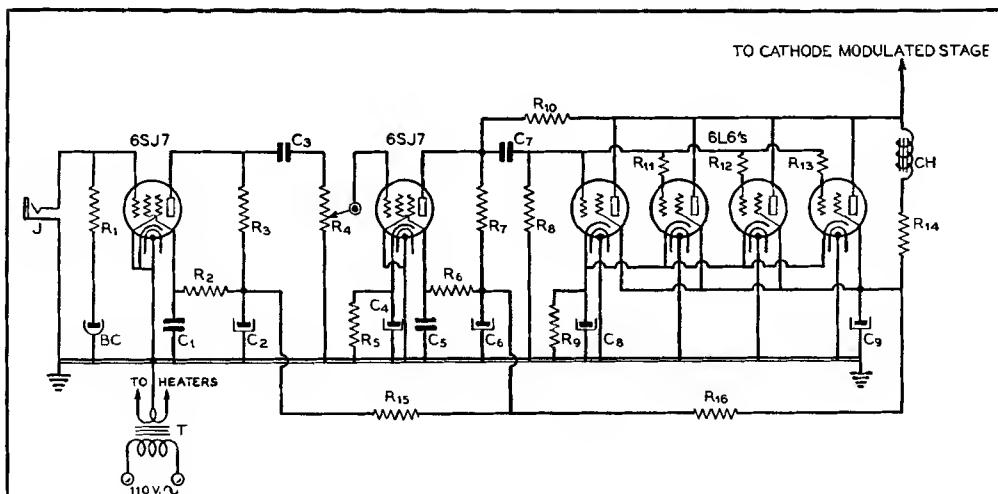 TO CATHODE MODULATED STAGE
R10
6SJ7
C3
6SJ7
C7
6L6's
R11
R12
R13
CH
J
R1
R3
R4
R7
R8
R14
R2
R6
C4
BC
C1
C2
R5
C5
C6
R9
C8
C9
TO HEATERS
R15
R16
T
110 V.